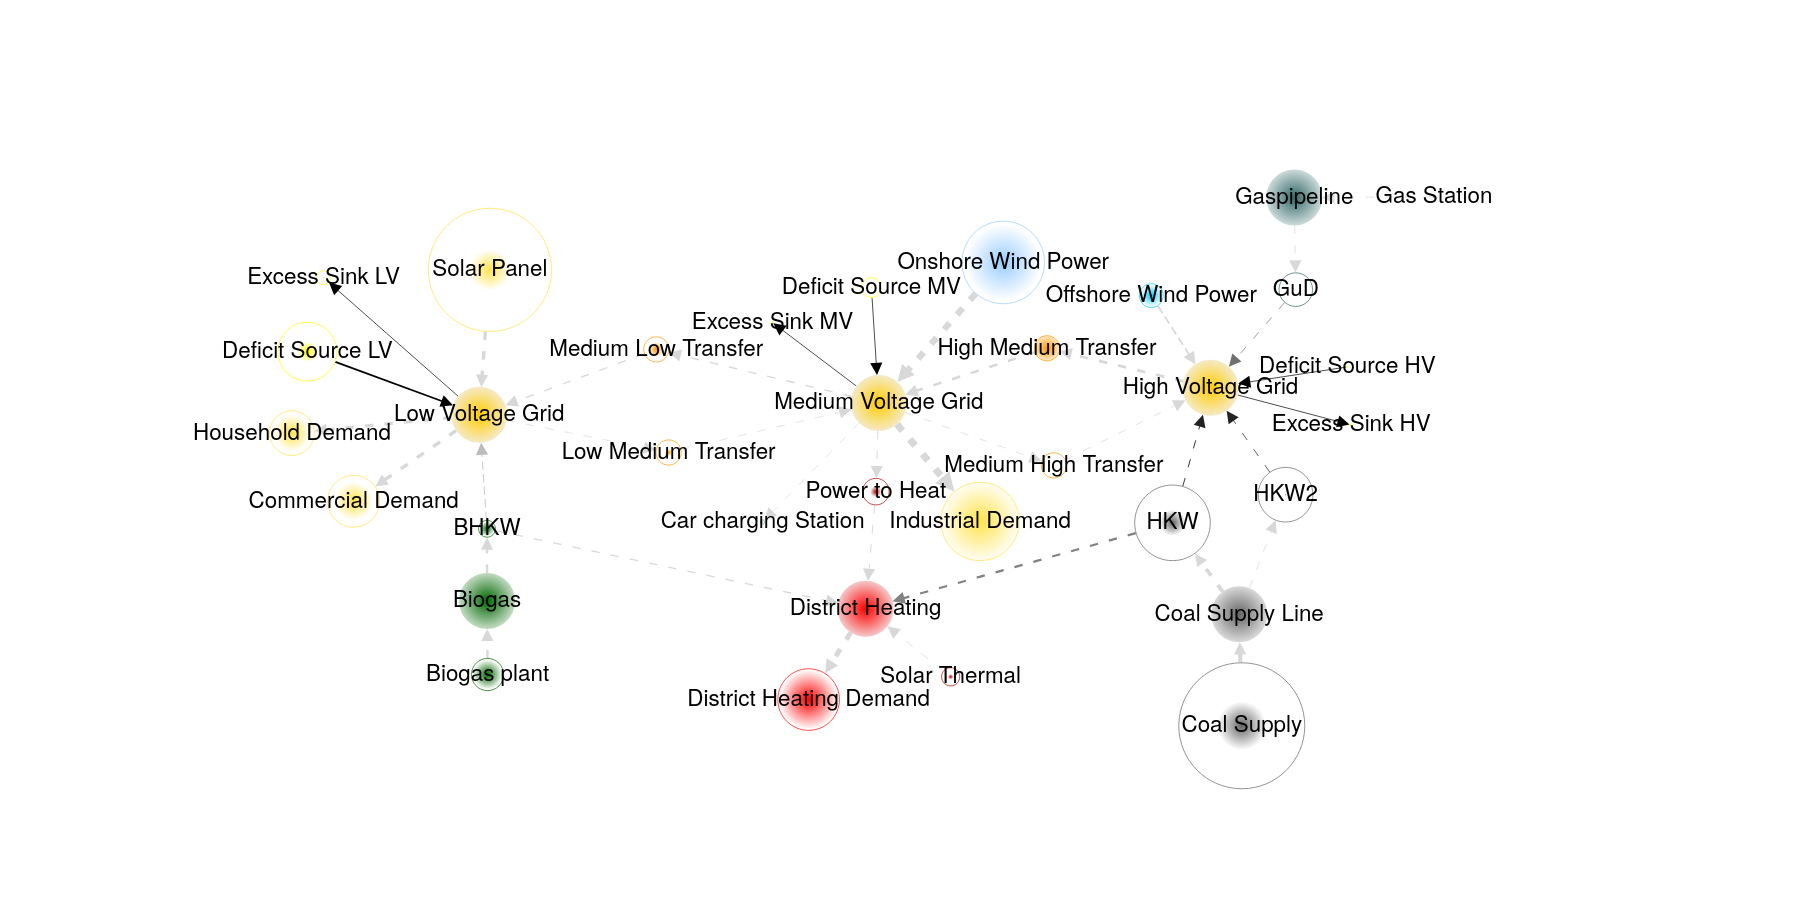 Gaspipeline
Gas Station
Onshore Wind Power
Solar Panel
Excess Sink LV
Deficit Source MV
Offshore Wind Power
GuD
Excess Sink MV
Deficit Source LV
Medium Low Transfer
High Medium Transfer
Deficit Source HV
High Voltage Grid
Medium Voltage Grid
Low Voltage Grid
Excess Sink HV
Household Demand
Low Medium Transfer
Medium High Transfer
Power to Heat
HKW2
Commercial Demand
Car charging Station
Industrial Demand
HKW
BHKW
Biogas
District Heating
Coal Supply Line
Biogas plant
Solar Thermal
District Heating Demand
Coal Supply